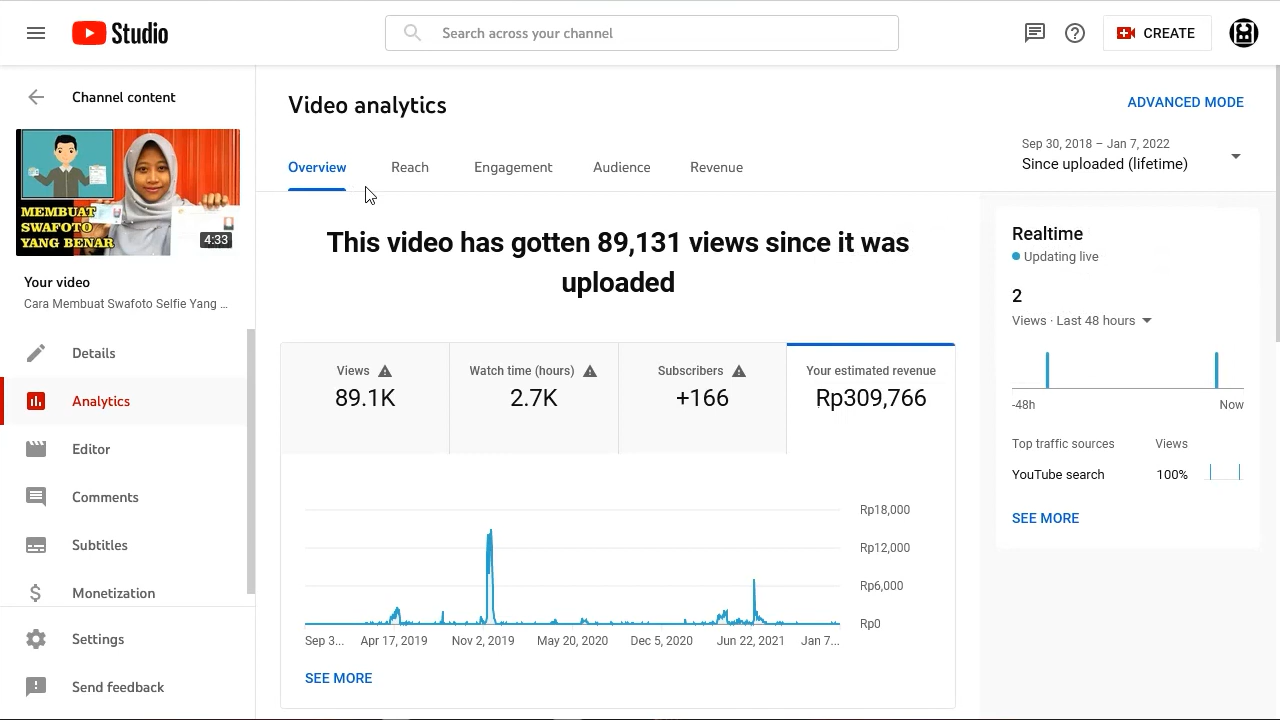 Studio
Search across your channel
CREATE
Channel content
MEMBUAT
SWAFOTO
YANG BENAR
4:33
Your video
Cara Membuat Swafoto Selfie Yang ...
Details
Analytics
Editor
Comments
Subtitles
Monetization
Settings
Send feedback
Video analytics
ADVANCED MODE
Overview
Reach
Engagement
Audience
Revenue
Sep 30, 2018 – Jan 7, 2022
Since uploaded (lifetime)
This video has gotten 89,131 views since it was
uploaded
Views
89.1K
Watch time (hours)
2.7K
Subscribers
+166
Your estimated revenue
Rp309,766
Rp18,000
Rp12,000
Rp6,000
Rp0
Sep 3...
Apr 17, 2019
Nov 2, 2019
May 20, 2020
Dec 5, 2020
Jun 22, 2021
Jan 7...
SEE MORE
Realtime
Updating live
2
Views · Last 48 hours
-48h
Now
Top traffic sources
Views
YouTube search
100%
SEE MORE